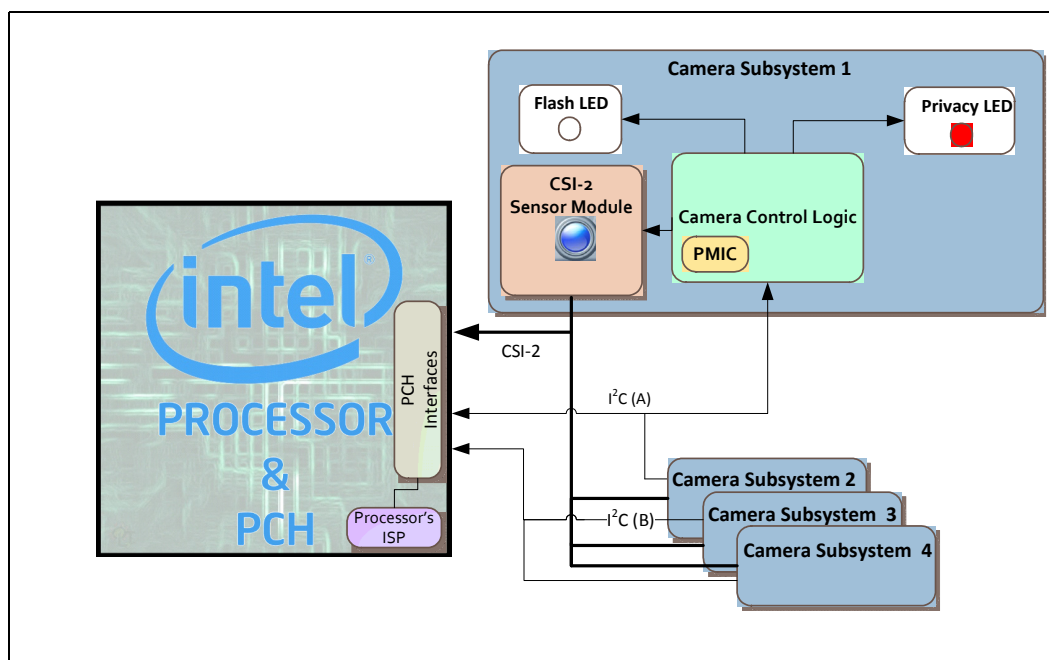 Camera Subsystem 1
Flash LED
Privacy LED
CSI-2
Sensor Module
Camera Control Logic
PMIC
intel
®
PROCESSOR
&
PCH
PCH
Interfaces
Processor's
ISP
CSI-2
I²C (A)
I²C (B)
Camera Subsystem 2
Camera Subsystem 3
Camera Subsystem 4